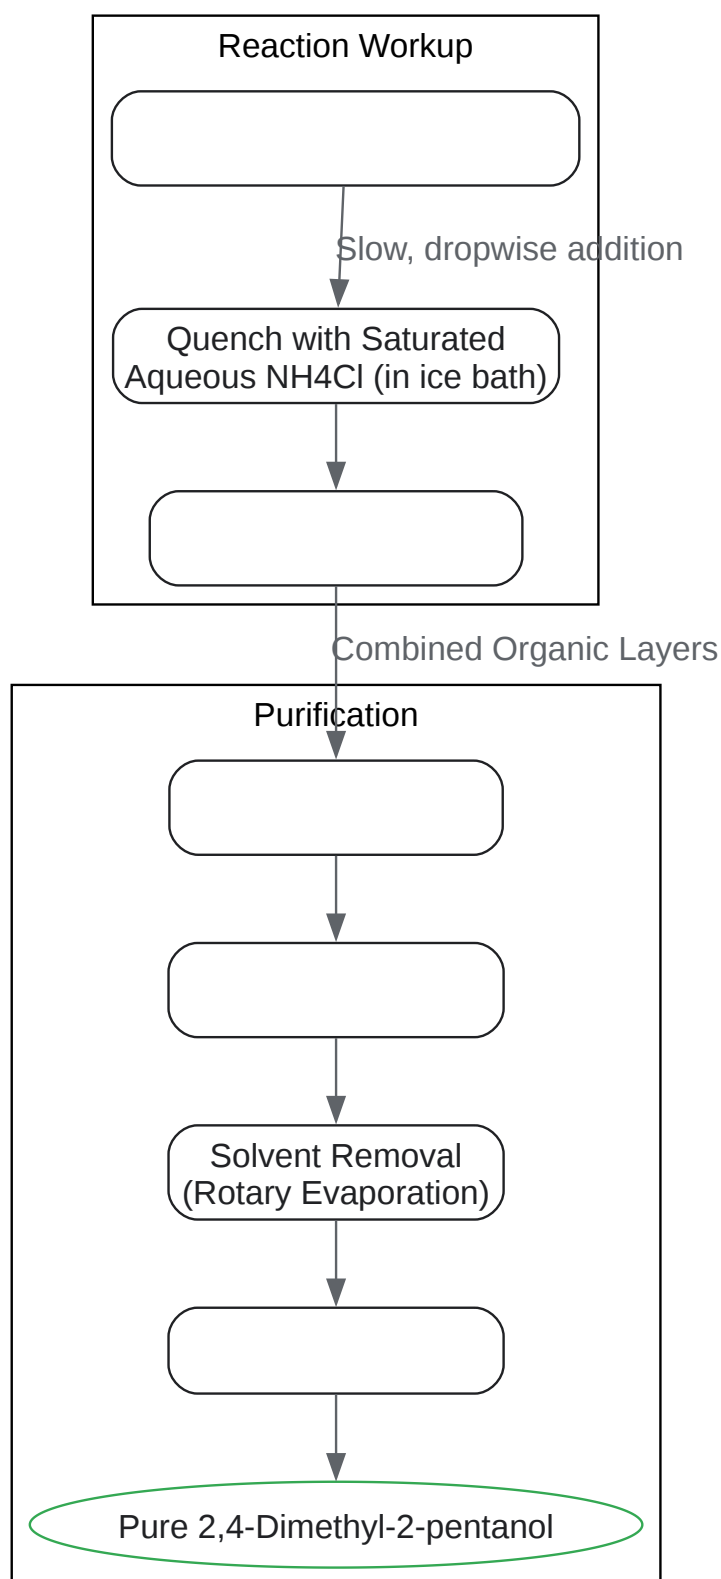 Reaction Workup
Slow, dropwise addition
Quench with Saturated
Aqueous NH4Cl (in ice bath)
Combined Organic Layers
Purification
Solvent Removal
(Rotary Evaporation)
Pure 2,4-Dimethyl-2-pentanol